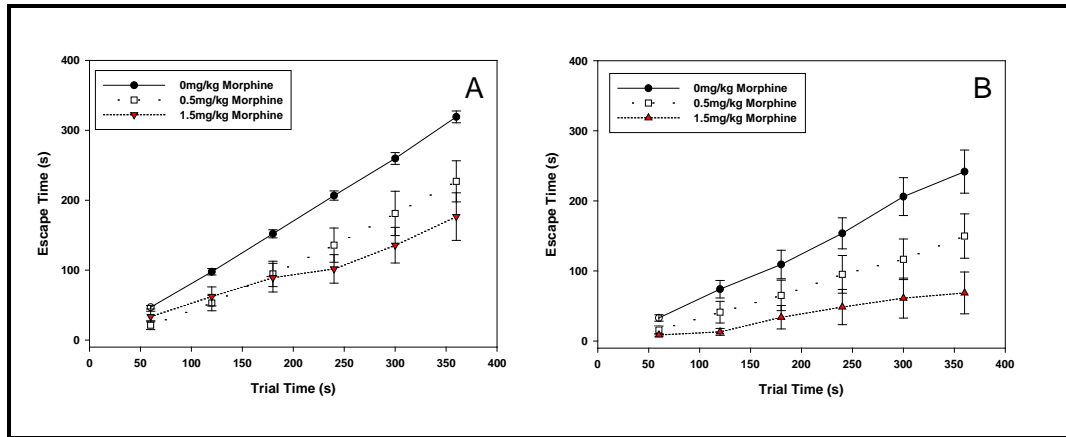 A
0mg/kg Morphine
0.5mg/kg Morphine
1.5mg/kg Morphine
Escape Time (s)
400
300
200
100
0
0 50 100 150 200 250 300 350 400
Trial Time (s)
B
0mg/kg Morphine
0.5mg/kg Morphine
1.5mg/kg Morphine
Escape Time (s)
400
300
200
100
0
0 50 100 150 200 250 300 350 400
Trial Time (s)